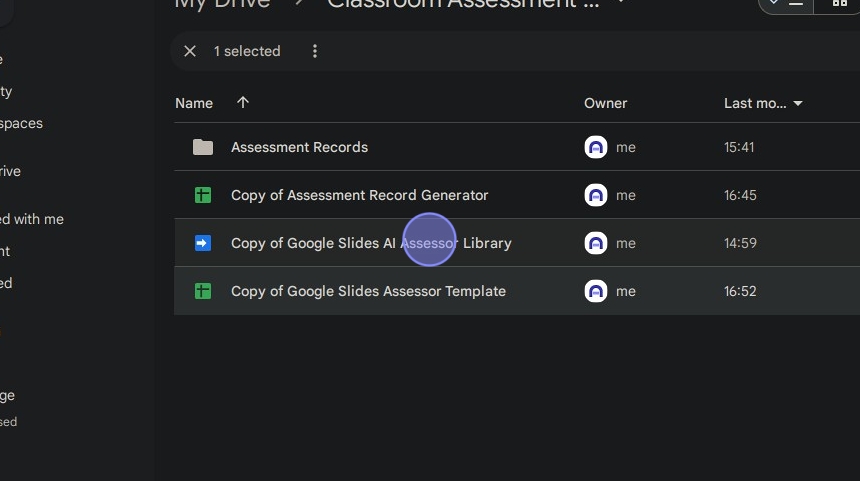 My Drive > Classroom Assessment ...
1 selected
ty
spaces
rive
ed with me
nt
ed
ge
sed
Name Owner Last mo...
Assessment Records me 15:41
Copy of Assessment Record Generator me 16:45
Copy of Google Slides AI Assessor Library me 14:59
Copy of Google Slides Assessor Template me 16:52